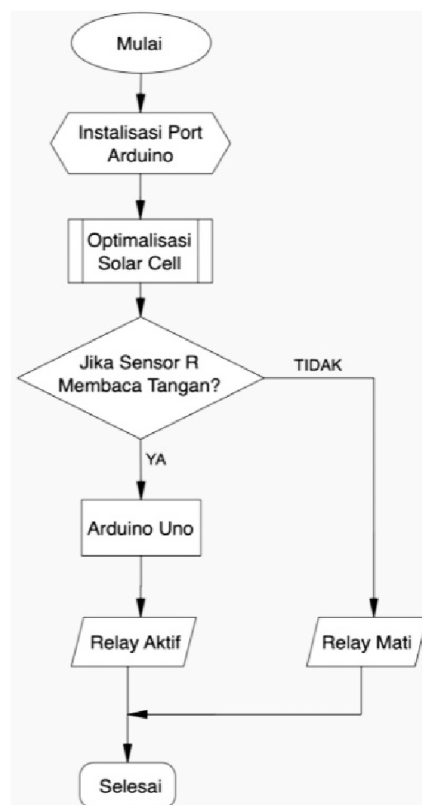 Mulai
Instalisasi Port
Arduino
Optimalisasi
Solar Cell
Jika Sensor R
Membaca Tangan?
TIDAK
YA
Arduino Uno
Relay Aktif
Relay Mati
Selesai